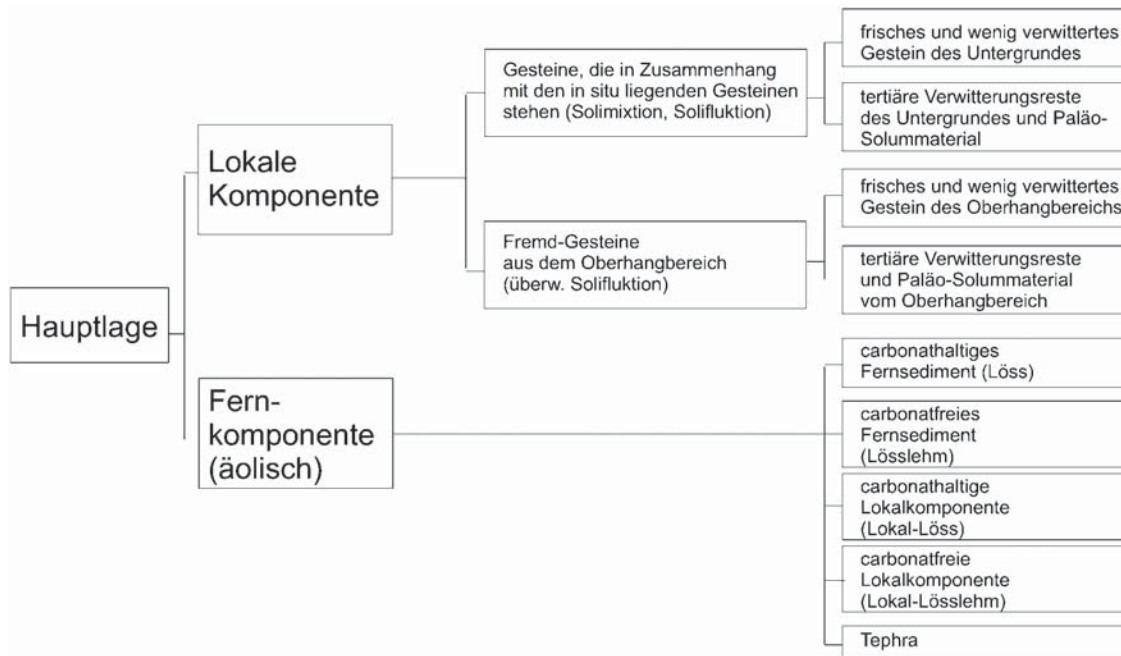 Hauptlage
Lokale
Komponente
Fern-
komponente
(äolisch)
Gesteine, die in Zusammenhang
mit den in situ liegenden Gesteinen
stehen (Solimixtion, Solifluktion)
Fremd-Gesteine
aus dem Oberhangbereich
(überw. Solifluktion)
frisches und wenig verwittertes
Gestein des Untergrundes
tertiäre Verwitterungsreste
des Untergrundes und Paläo-
Solummaterial
frisches und wenig verwittertes
Gestein des Oberhangbereichs
tertiäre Verwitterungsreste
und Paläo-Solummaterial
vom Oberhangbereich
carbonathaltiges
Fernsediment (Löss)
carbonatfreies
Fernsediment
(Lösslehm)
carbonathaltige
Lokalkomponente
(Lokal-Löss)
carbonatfreie
Lokalkomponente
(Lokal-Lösslehm)
Tephra